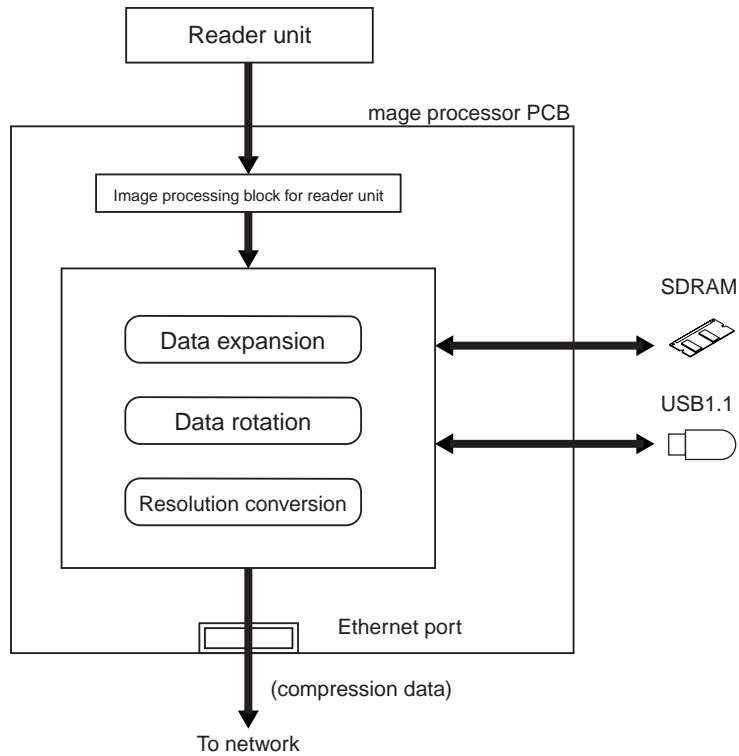 Reader unit
mage processor PCB
Image processing block for reader unit
SDRAM
Data expansion
USB1.1
Data rotation
Resolution conversion
Ethernet port
(compression data)
To network